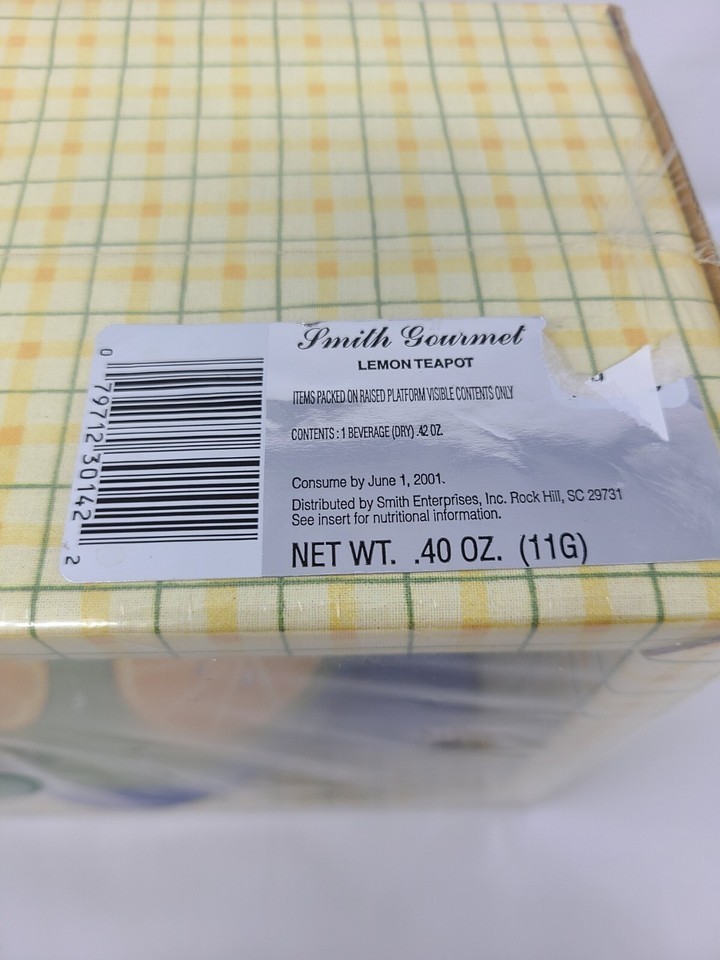 Smith Gourmet
LEMON TEAPOT
ITEMS PACKED ON RAISED PLATFORM VISIBLE CONTENTS ONLY
CONTENTS : 1 BEVERAGE (DRY) .42 OZ.
Consume by June 1, 2001.
Distributed by Smith Enterprises, Inc. Rock Hill, SC 29731
See insert for nutritional information.
NET WT. .40 OZ. (11G)
0 79712 30142 2